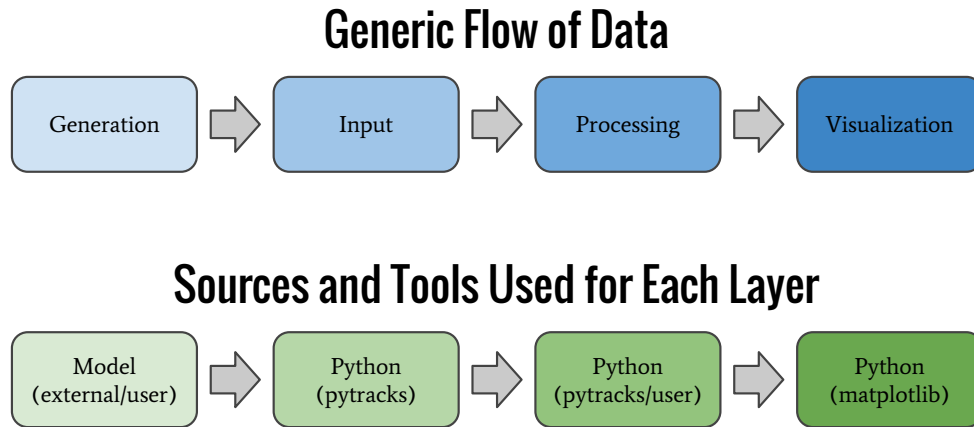 Generic Flow of Data
Generation
Input
Processing
Visualization
Sources and Tools Used for Each Layer
Model
(external/user)
Python
(pytracks)
Python
(pytracks/user)
Python
(matplotlib)